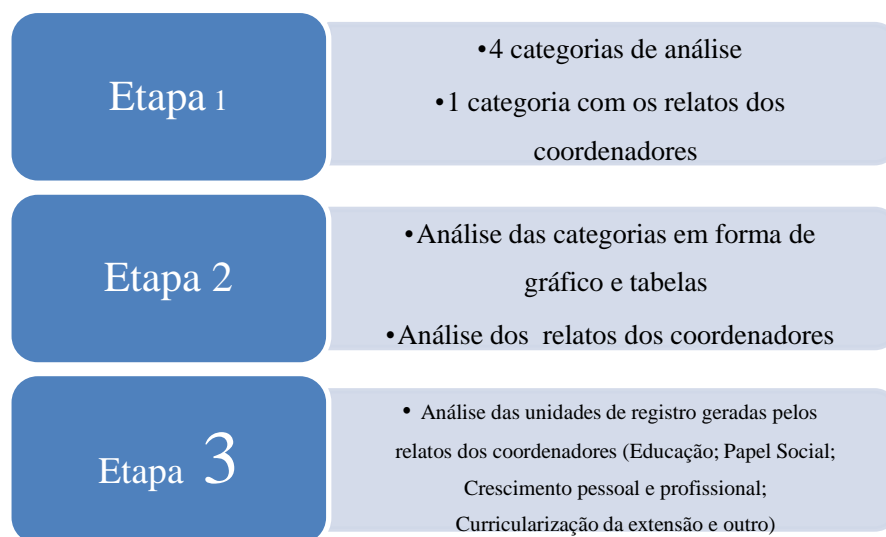 Etapa 1
•4 categorias de análise
•1 categoria com os relatos dos
coordenadores
Etapa 2
•Análise das categorias em forma de
gráfico e tabelas
•Análise dos relatos dos coordenadores
Etapa 3
• Análise das unidades de registro geradas pelos
relatos dos coordenadores (Educação; Papel Social;
Crescimento pessoal e profissional;
Curricularização da extensão e outro)